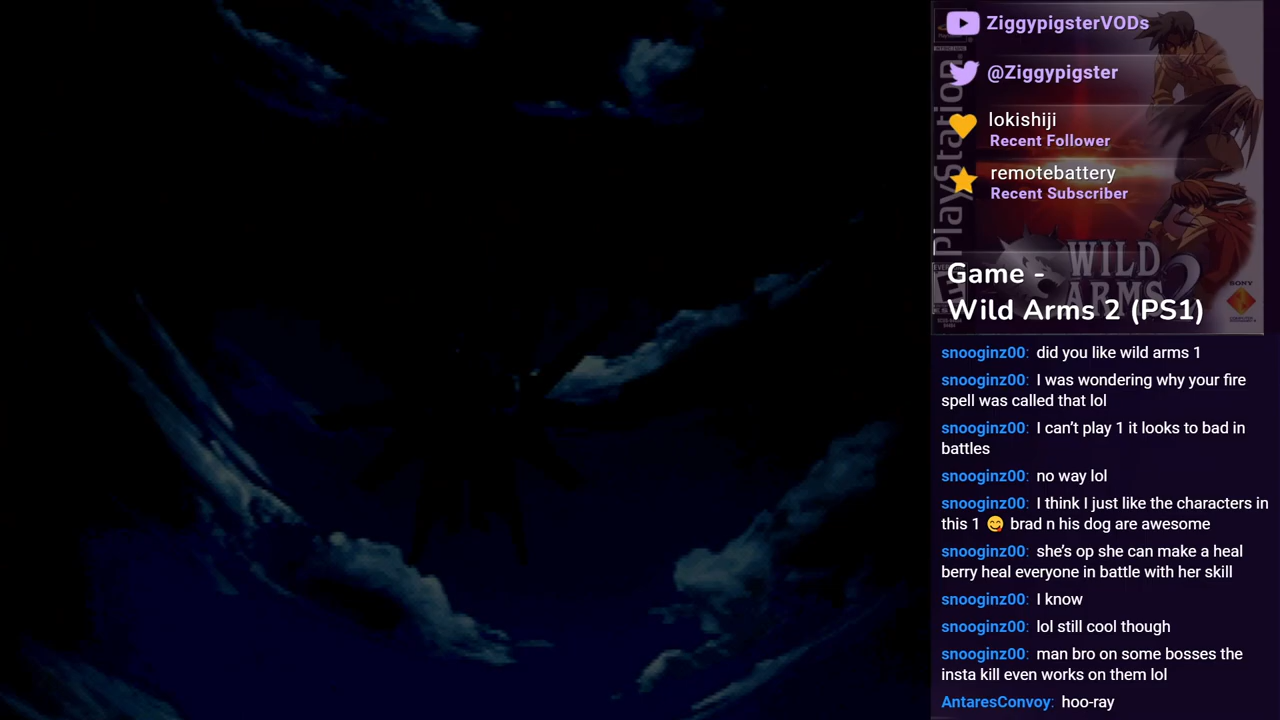 ZiggypigsterVODs
@Ziggypigster
lokishiji
Recent Follower
remotebattery
Recent Subscriber
PlayStation
WILD
ARMS 2
SONY
Game -
Wild Arms 2 (PS1)
snooginz00: did you like wild arms 1
snooginz00: I was wondering why your fire
spell was called that lol
snooginz00: I can’t play 1 it looks to bad in
battles
snooginz00: no way lol
snooginz00: I think I just like the characters in
this 1 😋 brad n his dog are awesome
snooginz00: she’s op she can make a heal
berry heal everyone in battle with her skill
snooginz00: I know
snooginz00: lol still cool though
snooginz00: man bro on some bosses the
insta kill even works on them lol
AntaresConvoy: hoo-ray